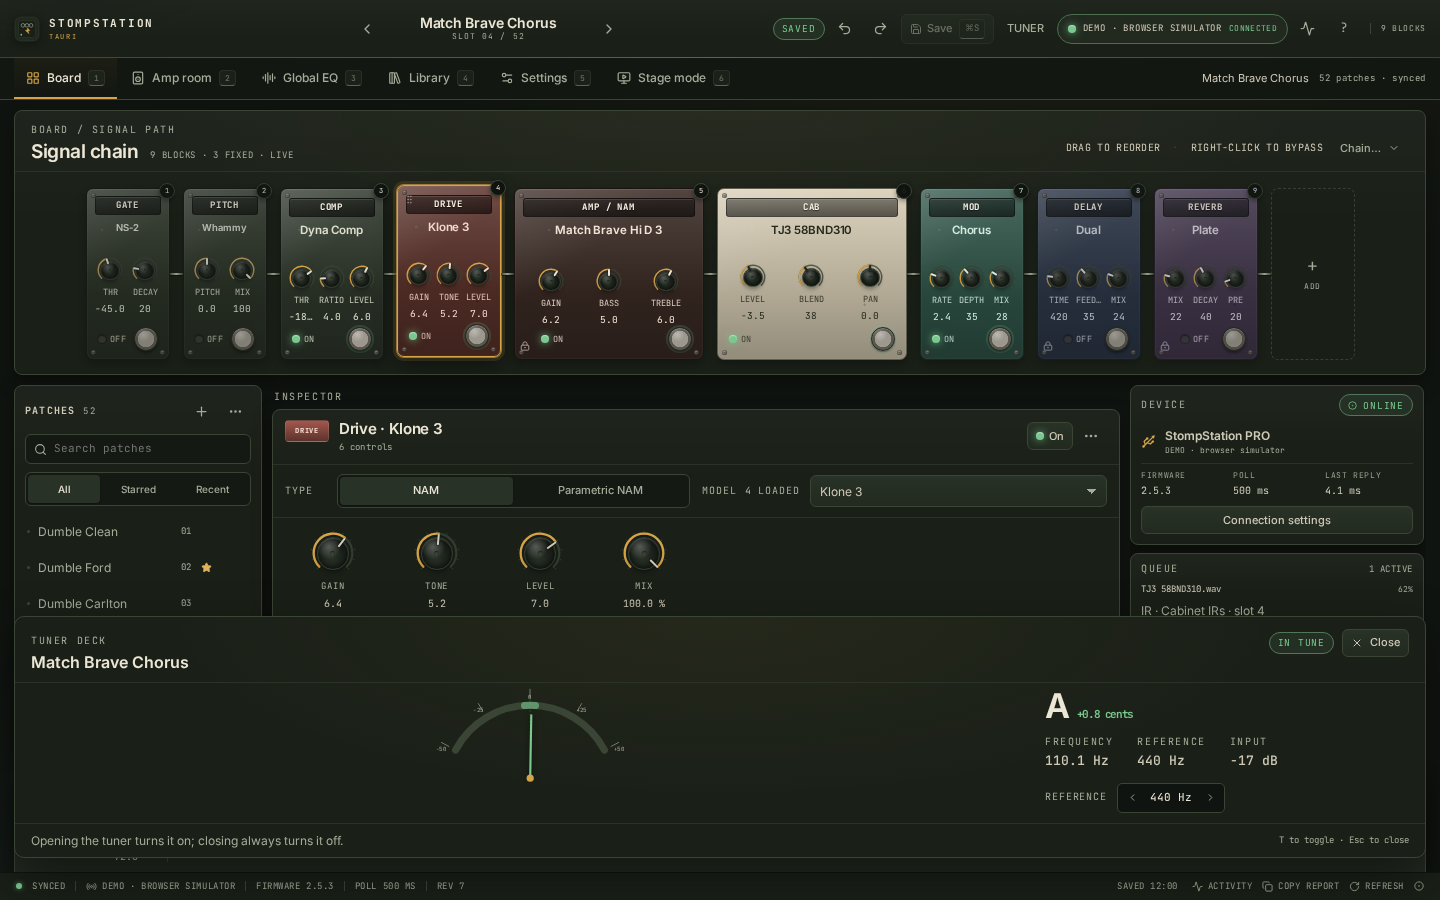 STOMPSTATION
TAURI
Match Brave Chorus
SLOT 04 / 52
SAVED
Save ⌘S
TUNER
DEMO · BROWSER SIMULATOR CONNECTED
?
9 BLOCKS
Board 1
Amp room 2
Global EQ 3
Library 4
Settings 5
Stage mode 6
Match Brave Chorus 52 patches · synced
BOARD / SIGNAL PATH
Signal chain 9 BLOCKS · 3 FIXED · LIVE
DRAG TO REORDER · RIGHT-CLICK TO BYPASS Chain…
1
GATE
NS-2
THR DECAY
-45.0 20
OFF
2
PITCH
Whammy
PITCH MIX
0.0 100
OFF
3
COMP
Dyna Comp
THR RATIO LEVEL
-18… 4.0 6.0
ON
4
DRIVE
Klone 3
GAIN TONE LEVEL
6.4 5.2 7.0
ON
5
AMP / NAM
Match Brave Hi D 3
GAIN BASS TREBLE
6.2 5.0 6.0
ON
CAB
TJ3 58BND310
LEVEL BLEND PAN
-3.5 38 0.0
ON
7
MOD
Chorus
RATE DEPTH MIX
2.4 35 28
ON
8
DELAY
Dual
TIME FEED… MIX
420 35 24
OFF
9
REVERB
Plate
MIX DECAY PRE
22 40 20
OFF
+
ADD
PATCHES 52
Search patches
All Starred Recent
Dumble Clean 01
Dumble Ford 02
Dumble Carlton 03
INSPECTOR
DRIVE
Drive · Klone 3
6 controls
On
TYPE NAM Parametric NAM MODEL 4 LOADED Klone 3
GAIN TONE LEVEL MIX
6.4 5.2 7.0 100.0 %
DEVICE ONLINE
StompStation PRO
DEMO · browser simulator
FIRMWARE POLL LAST REPLY
2.5.3 500 ms 4.1 ms
Connection settings
QUEUE 1 ACTIVE
TJ3 58BND310.wav 62%
IR · Cabinet IRs · slot 4
TUNER DECK
Match Brave Chorus
IN TUNE
Close
-50 -25 0 +25 +50
A +0.8 cents
FREQUENCY REFERENCE INPUT
110.1 Hz 440 Hz -17 dB
REFERENCE 440 Hz
Opening the tuner turns it on; closing always turns it off.
T to toggle · Esc to close
SYNCED DEMO · BROWSER SIMULATOR FIRMWARE 2.5.3 POLL 500 MS REV 7
SAVED 12:00 ACTIVITY COPY REPORT REFRESH